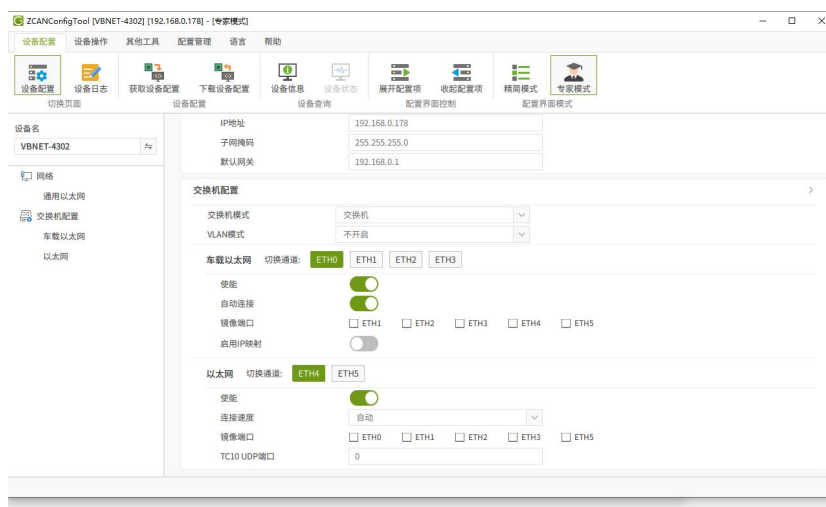 ZCANConfigTool [VBNET-4302] [192.168.0.178] - [专家模式]
设备配置 设备操作 其他工具 配置管理 语言 帮助
设备配置 设备日志 获取设备配置 下载设备配置 设备信息 设备状态 展开配置项 收起配置项 精简模式 专家模式
切换页面 设备配置 设备查询 配置界面控制 配置界面模式
设备名
VBNET-4302
网络
通用以太网
交换机配置
车载以太网
以太网
IP地址 192.168.0.178
子网掩码 255.255.255.0
默认网关 192.168.0.1
交换机配置
交换机模式 交换机
VLAN模式 不开启
车载以太网 切换通道: ETH0 ETH1 ETH2 ETH3
使能
自动连接
镜像端口 ETH1 ETH2 ETH3 ETH4 ETH5
启用IP映射
以太网 切换通道: ETH4 ETH5
使能
连接速度 自动
镜像端口 ETH0 ETH1 ETH2 ETH3 ETH5
TC10 UDP端口 0